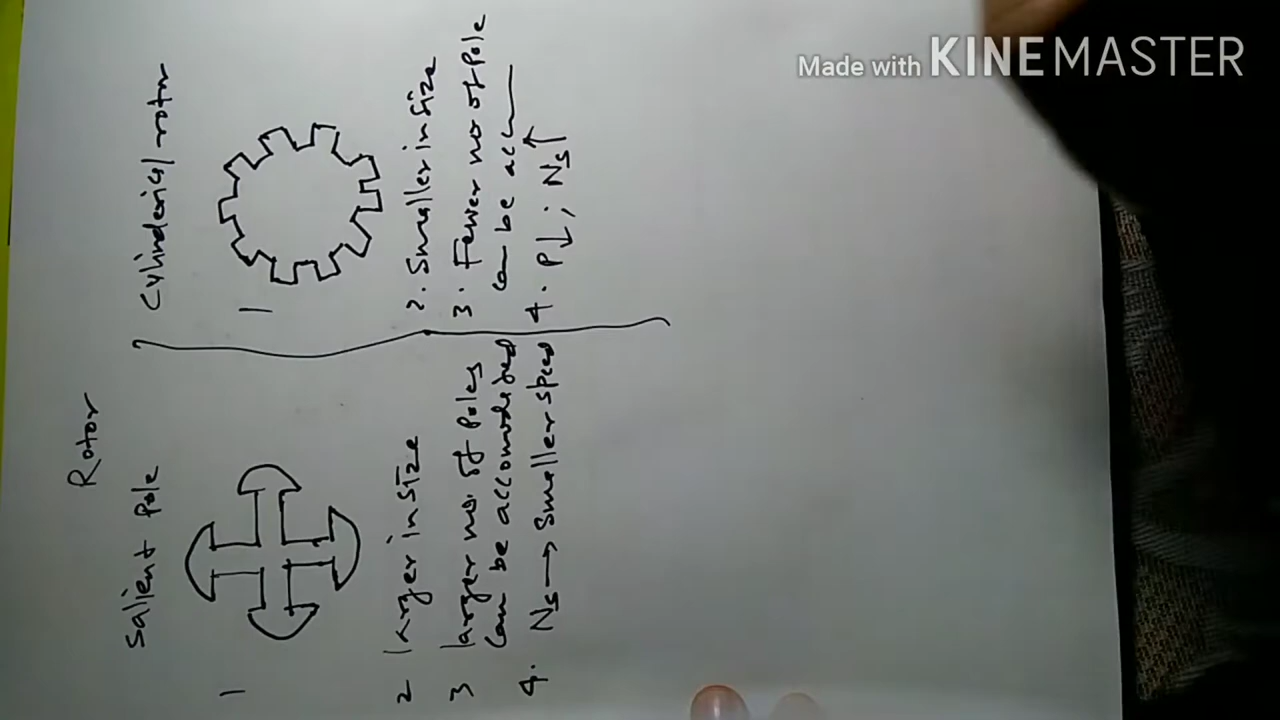 Rotor
Salient Pole
1
2 larger in size
3 larger no. of Poles
can be accomodated
4. Ns → Smaller speed
Cylinderical rotor
1
2. Smaller in size
3. Fewer no of Pole
can be acc
4. P↓; Ns↑
Made with KINEMASTER